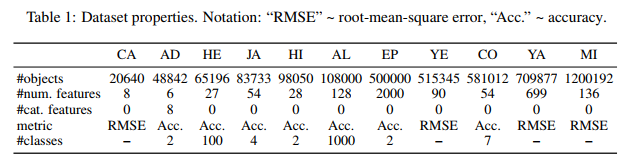 Table 1: Dataset properties. Notation: “RMSE” ~ root-mean-square error, “Acc.” ~ accuracy.
CA AD HE JA HI AL EP YE CO YA MI
#objects 20640 48842 65196 83733 98050 108000 500000 515345 581012 709877 1200192
#num. features 8 6 27 54 28 128 2000 90 54 699 136
#cat. features 0 8 0 0 0 0 0 0 0 0 0
metric RMSE Acc. Acc. Acc. Acc. Acc. Acc. RMSE Acc. RMSE RMSE
#classes – 2 100 4 2 1000 2 – 7 – –